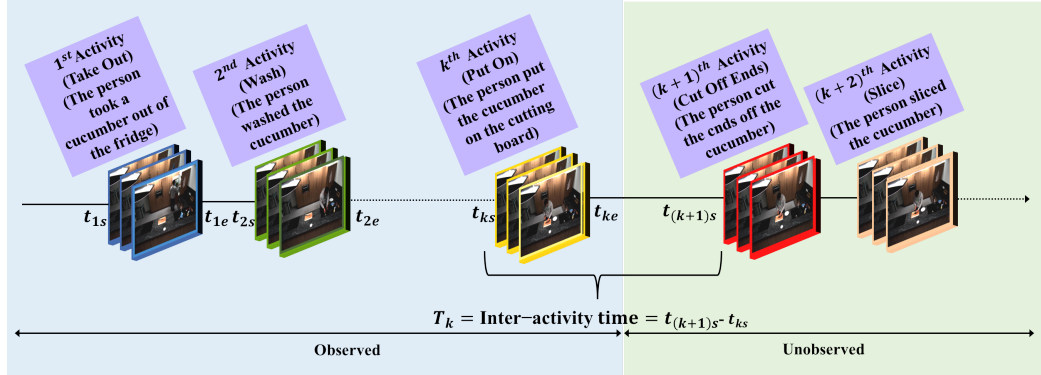 1st Activity
(Take Out)
(The person
took a
cucumber out of
the fridge)
2nd Activity
(Wash)
(The person
washed the
cucumber)
kth Activity
(Put On)
(The person put
the cucumber
on the cutting
board)
(k + 1)th Activity
(Cut Off Ends)
(The person cut
the ends off the
cucumber)
(k + 2)th Activity
(Slice)
(The person sliced
the cucumber)
t1s t1e t2s t2e tks tke t(k+1)s
Tk = Inter−activity time = t(k+1)s- tks
Observed Unobserved